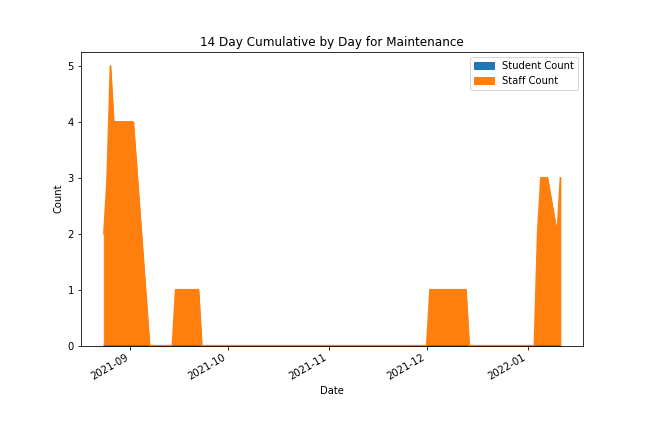 14 Day Cumulative by Day for Maintenance
Student Count
Staff Count
5
4
3
2
1
0
Count
2021-09
2021-10
2021-11
2021-12
2022-01
Date